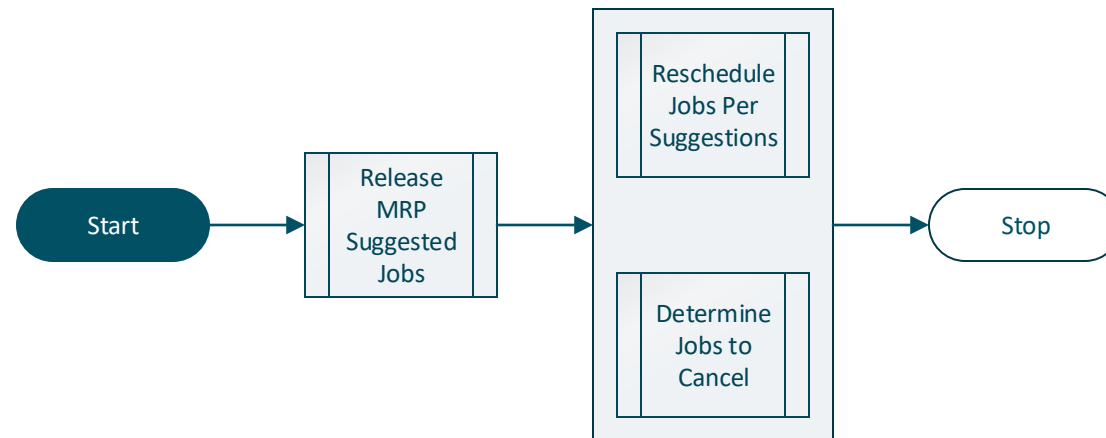 Start
Release
MRP
Suggested
Jobs
Reschedule
Jobs Per
Suggestions
Determine
Jobs to
Cancel
Stop